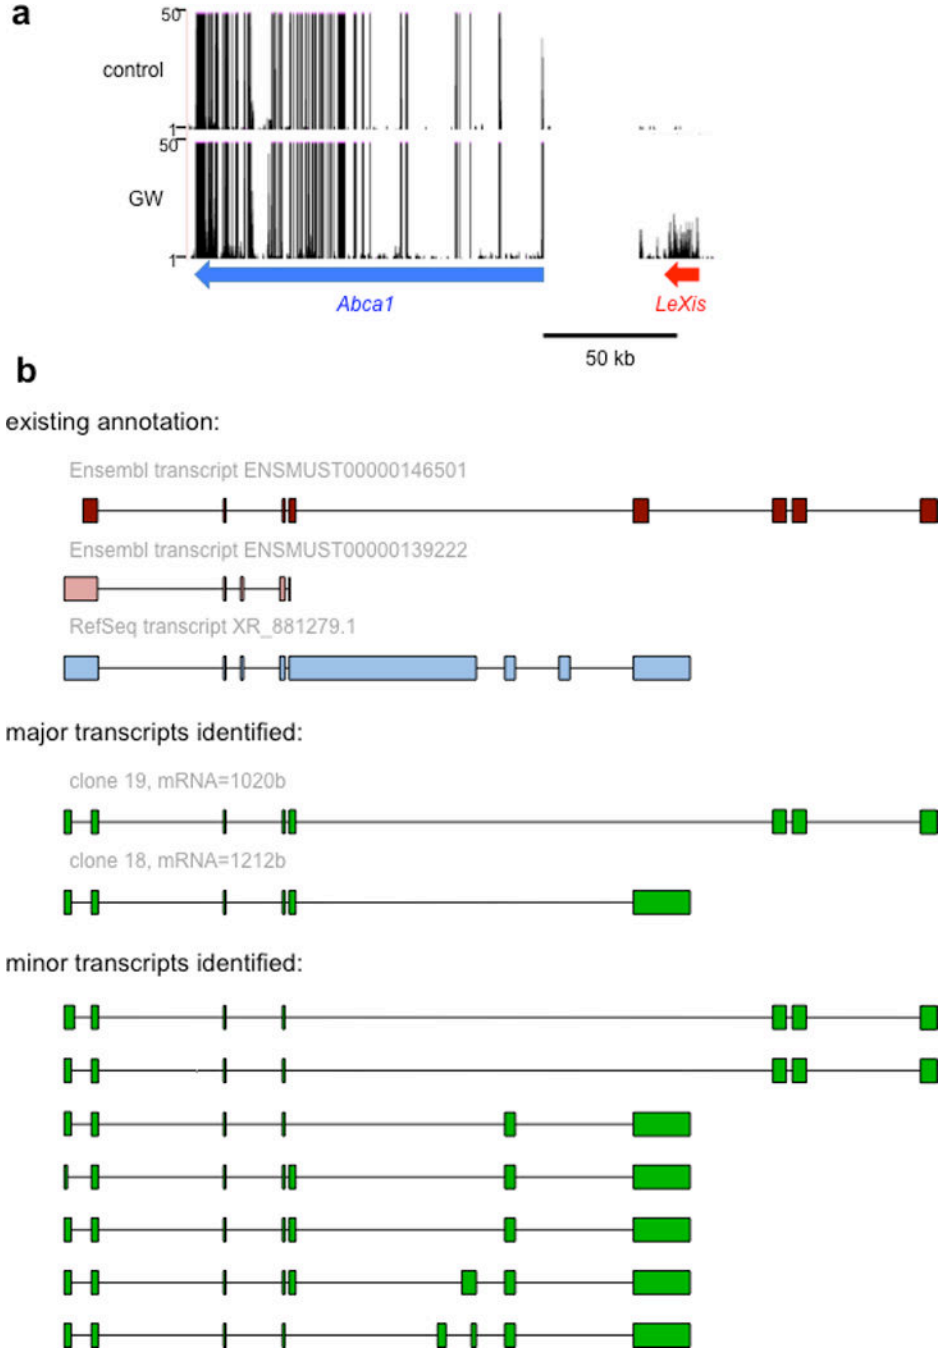 a
50
control
1
50
GW
1
Abca1
LeXis
50 kb
b
existing annotation:
Ensembl transcript ENSMUST00000146501
Ensembl transcript ENSMUST00000139222
RefSeq transcript XR_881279.1
major transcripts identified:
clone 19, mRNA=1020b
clone 18, mRNA=1212b
minor transcripts identified: